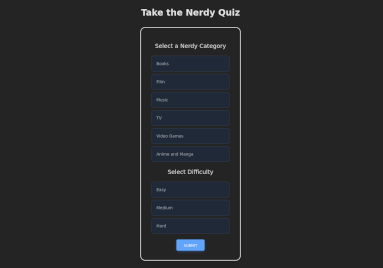 Take the Nerdy Quiz
Select a Nerdy Category
Books
Film
Music
TV
Video Games
Anime and Manga
Select Difficulty
Easy
Medium
Hard
SUBMIT